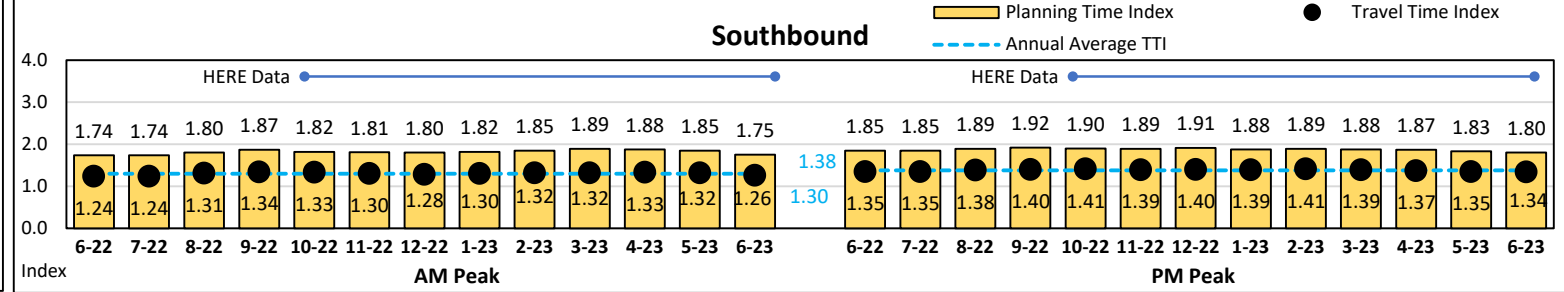 Planning Time Index
Travel Time Index
Southbound
Annual Average TTI
4.0
HERE Data
HERE Data
3.0
1.74 1.74 1.80 1.87 1.82 1.81 1.80 1.82 1.85 1.89 1.88 1.85 1.75
1.85 1.85 1.89 1.92 1.90 1.89 1.91 1.88 1.89 1.88 1.87 1.83 1.80
2.0
1.38
1.0
1.30
1.24 1.24 1.31 1.34 1.33 1.30 1.28 1.30 1.32 1.32 1.33 1.32 1.26
1.35 1.35 1.38 1.40 1.41 1.39 1.40 1.39 1.41 1.39 1.37 1.35 1.34
0.0
6-22 7-22 8-22 9-22 10-22 11-22 12-22 1-23 2-23 3-23 4-23 5-23 6-23
6-22 7-22 8-22 9-22 10-22 11-22 12-22 1-23 2-23 3-23 4-23 5-23 6-23
Index
AM Peak
PM Peak